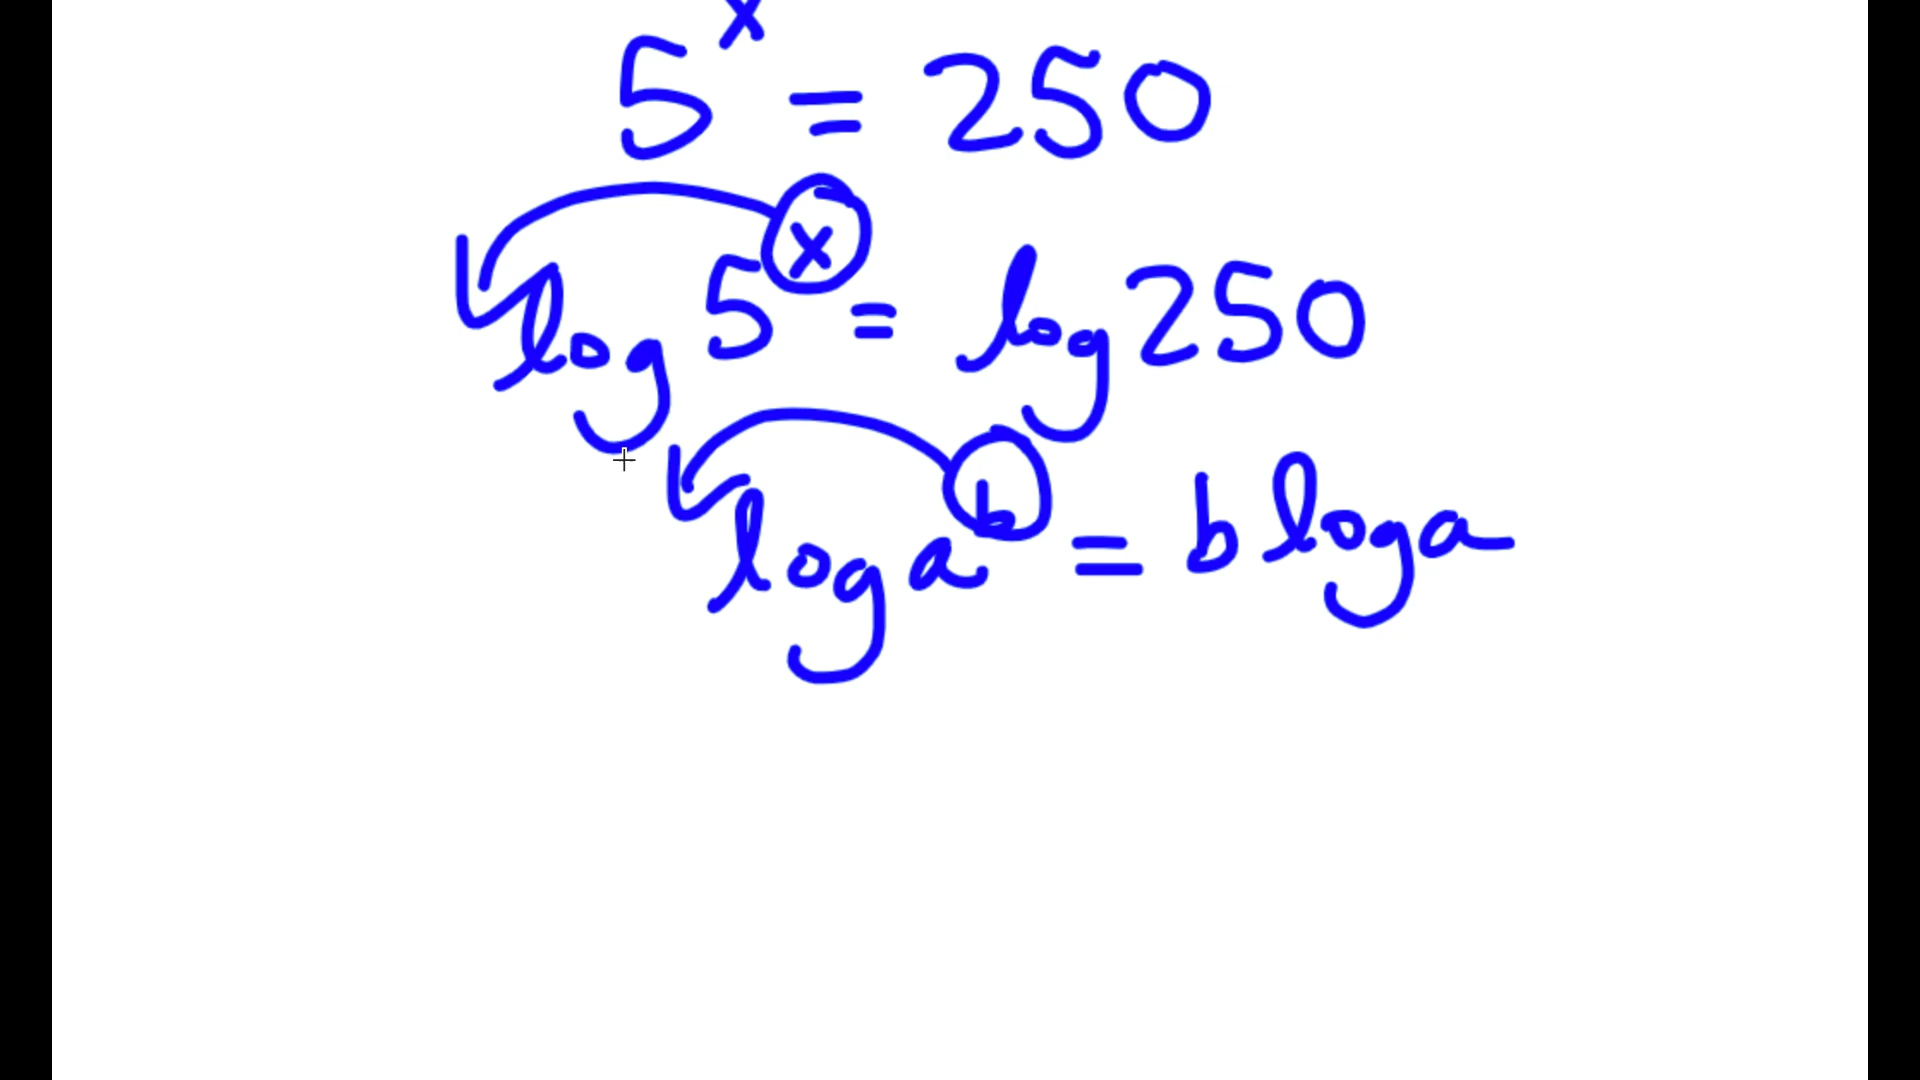 5^x = 250
log 5^x = log 250
log a^b = b log a